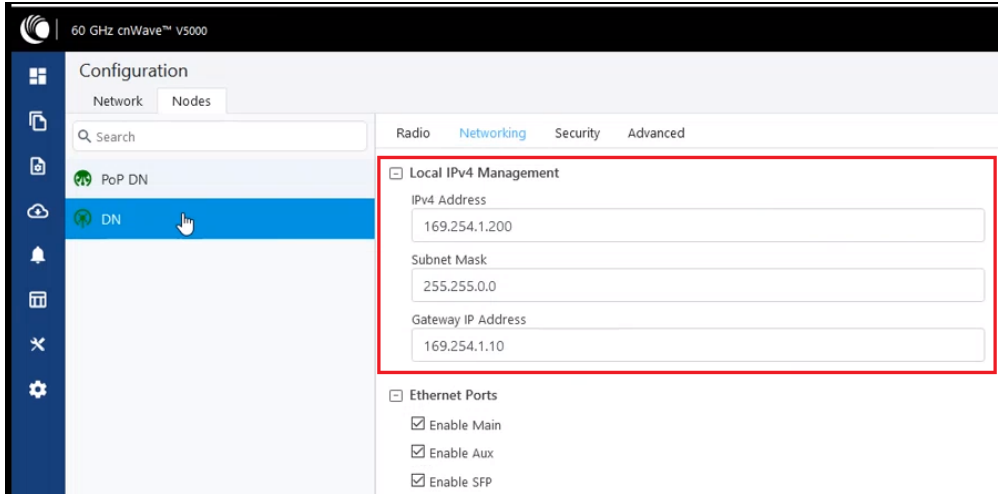 60 GHz cnWave™ V5000
Configuration
Network Nodes
Search
PoP DN
DN
Radio Networking Security Advanced
Local IPv4 Management
IPv4 Address
169.254.1.200
Subnet Mask
255.255.0.0
Gateway IP Address
169.254.1.10
Ethernet Ports
Enable Main
Enable Aux
Enable SFP